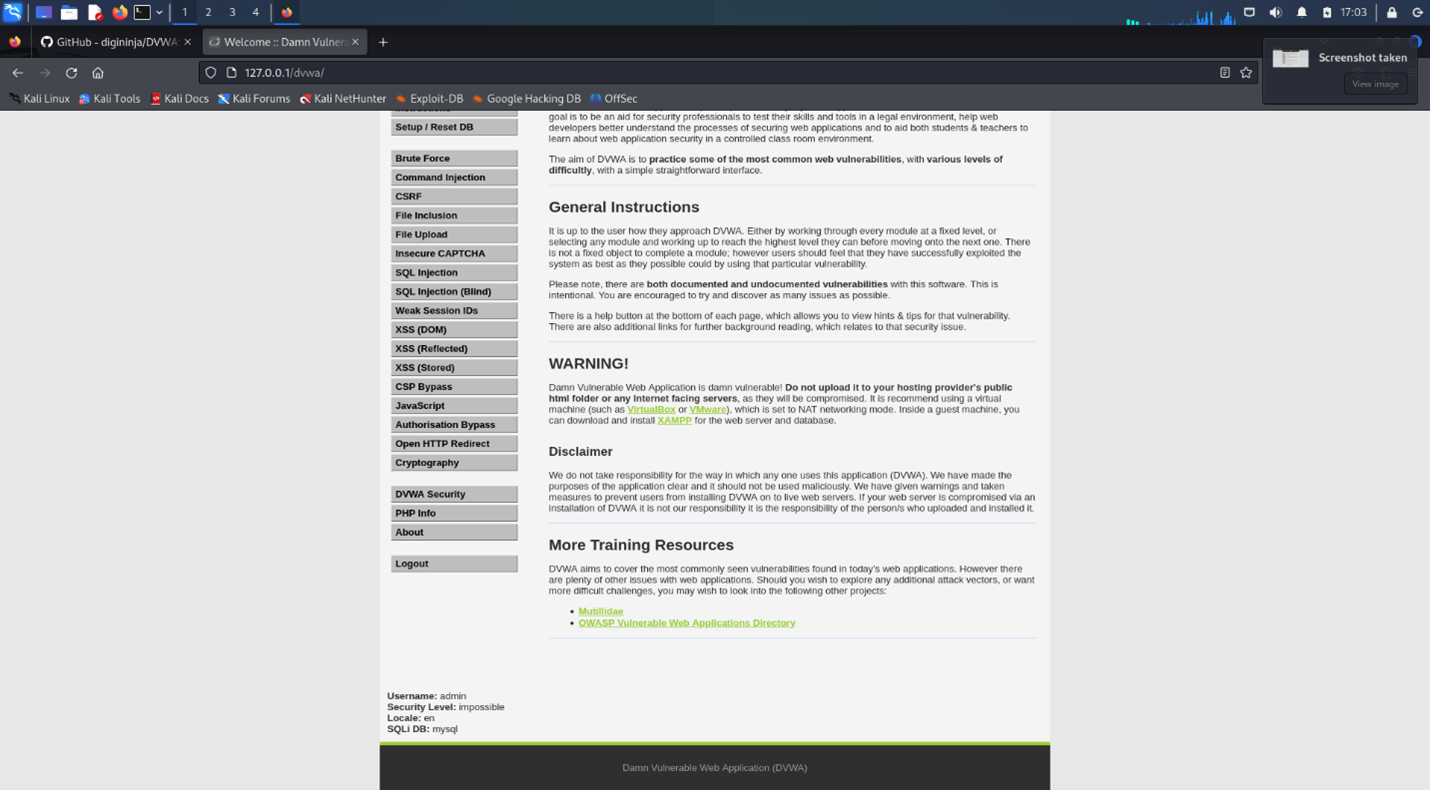 1 2 3 4 17:03
GitHub - digininja/DVWA: × Welcome :: Damn Vulnera × +
127.0.0.1/dvwa/
Screenshot taken
View image
Kali Linux Kali Tools Kali Docs Kali Forums Kali NetHunter Exploit-DB Google Hacking DB OffSec
Setup / Reset DB
Brute Force
Command Injection
CSRF
File Inclusion
File Upload
Insecure CAPTCHA
SQL Injection
SQL Injection (Blind)
Weak Session IDs
XSS (DOM)
XSS (Reflected)
XSS (Stored)
CSP Bypass
JavaScript
Authorisation Bypass
Open HTTP Redirect
Cryptography
DVWA Security
PHP Info
About
Logout
goal is to be an aid for security professionals to test their skills and tools in a legal environment, help web
developers better understand the processes of securing web applications and to aid both students & teachers to
learn about web application security in a controlled class room environment.
The aim of DVWA is to practice some of the most common web vulnerabilities, with various levels of
difficultly, with a simple straightforward interface.
General Instructions
It is up to the user how they approach DVWA. Either by working through every module at a fixed level, or
selecting any module and working up to reach the highest level they can before moving onto the next one. There
is not a fixed object to complete a module; however users should feel that they have successfully exploited the
system as best as they possible could by using that particular vulnerability.
Please note, there are both documented and undocumented vulnerabilities with this software. This is
intentional. You are encouraged to try and discover as many issues as possible.
There is a help button at the bottom of each page, which allows you to view hints & tips for that vulnerability.
There are also additional links for further background reading, which relates to that security issue.
WARNING!
Damn Vulnerable Web Application is damn vulnerable! Do not upload it to your hosting provider's public
html folder or any Internet facing servers, as they will be compromised. It is recommend using a virtual
machine (such as VirtualBox or VMware), which is set to NAT networking mode. Inside a guest machine, you
can download and install XAMPP for the web server and database.
Disclaimer
We do not take responsibility for the way in which any one uses this application (DVWA). We have made the
purposes of the application clear and it should not be used maliciously. We have given warnings and taken
measures to prevent users from installing DVWA on to live web servers. If your web server is compromised via an
installation of DVWA it is not our responsibility it is the responsibility of the person/s who uploaded and installed it.
More Training Resources
DVWA aims to cover the most commonly seen vulnerabilities found in today's web applications. However there
are plenty of other issues with web applications. Should you wish to explore any additional attack vectors, or want
more difficult challenges, you may wish to look into the following other projects:
• Mutillidae
• OWASP Vulnerable Web Applications Directory
Username: admin
Security Level: impossible
Locale: en
SQLi DB: mysql
Damn Vulnerable Web Application (DVWA)